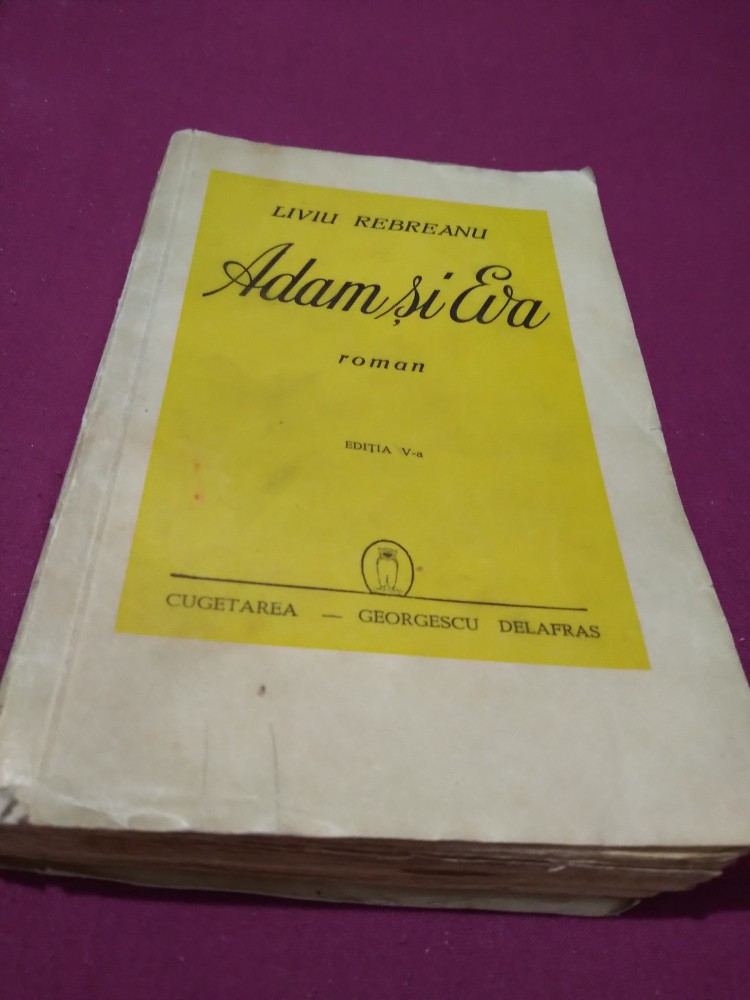 LIVIU REBREANU
Adam și Eva
roman
EDIȚIA V-a
CUGETAREA — GEORGESCU DELAFRAS